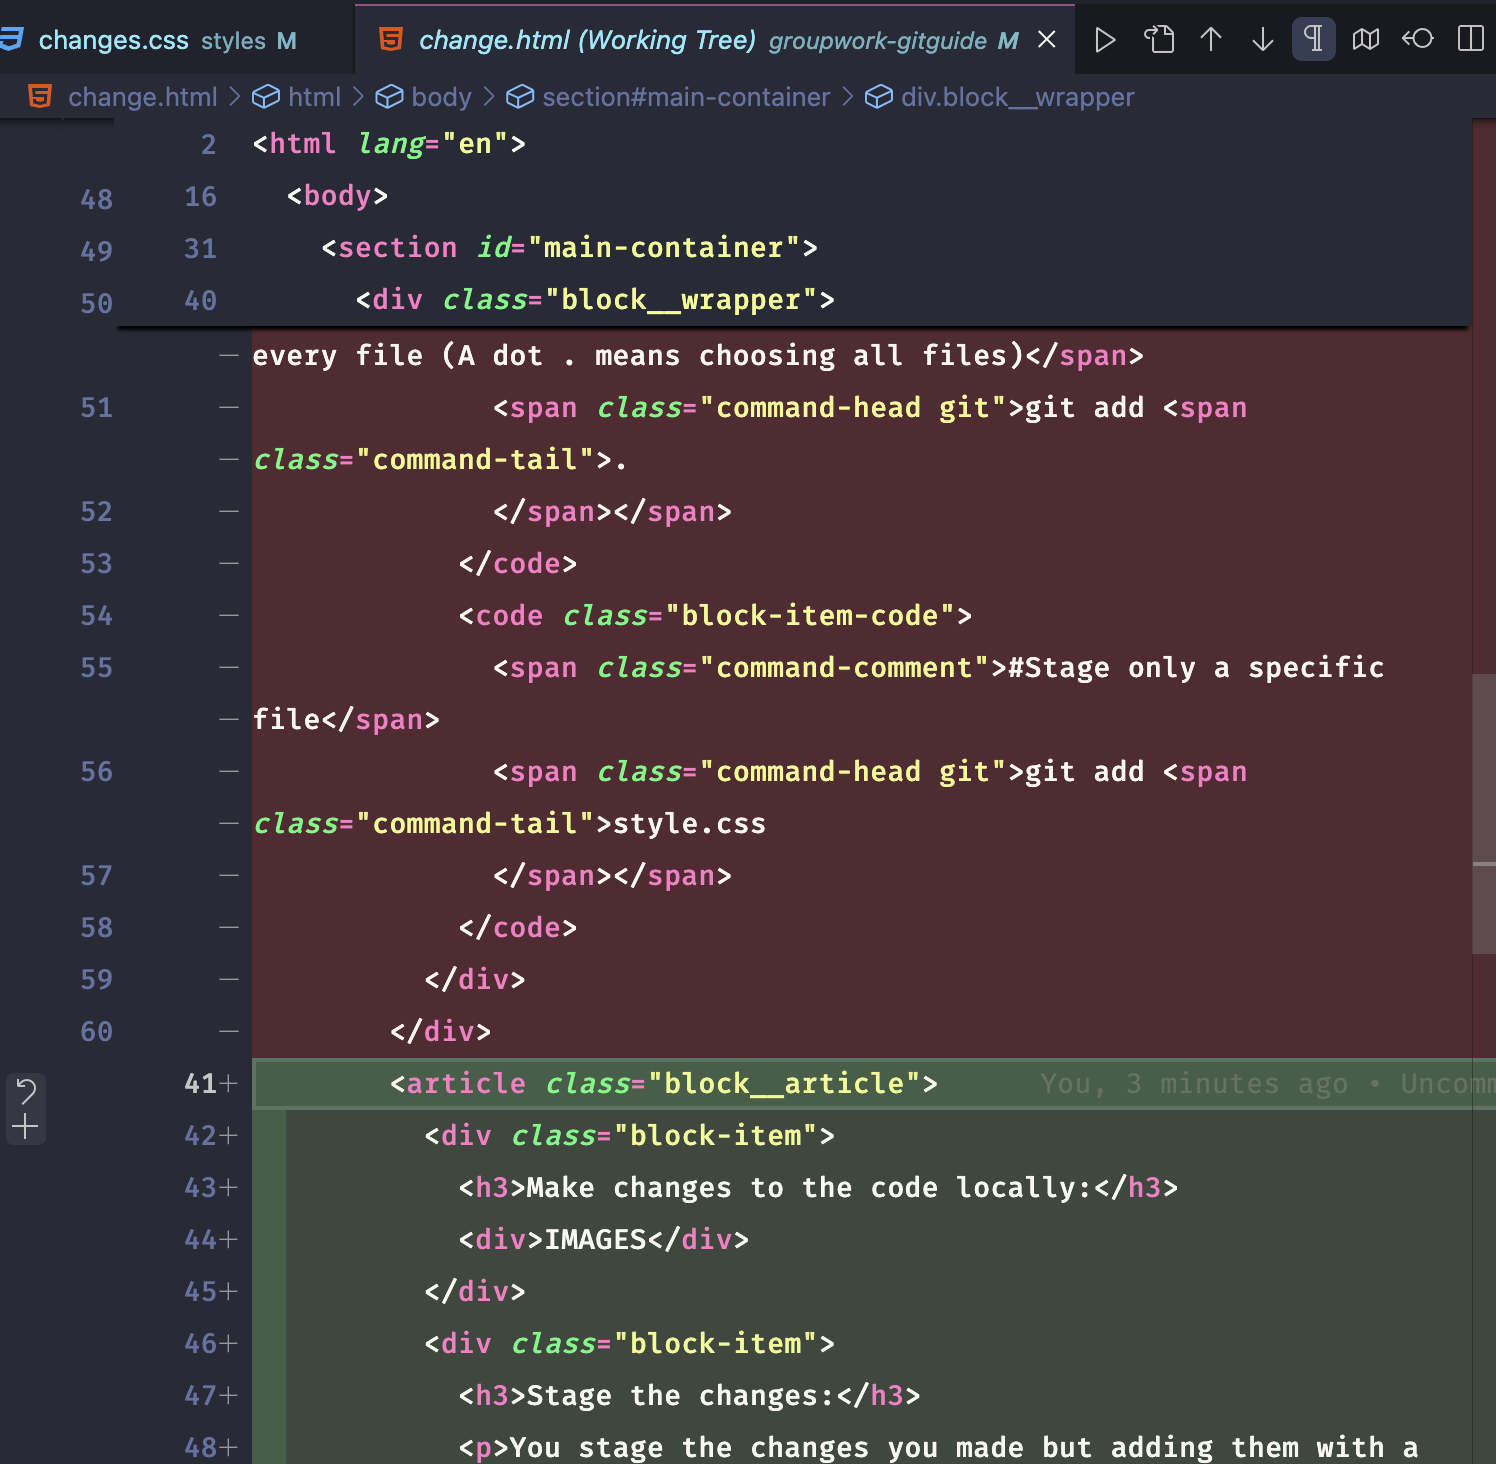 changes.css styles M
change.html (Working Tree) groupwork-gitguide M
change.html > html > body > section#main-container > div.block__wrapper
2 <html lang="en">
48 16 <body>
49 31 <section id="main-container">
50 40 <div class="block__wrapper">
— every file (A dot . means choosing all files)</span>
51 — <span class="command-head git">git add <span
— class="command-tail">.
52 — </span></span>
53 — </code>
54 — <code class="block-item-code">
55 — <span class="command-comment">#Stage only a specific
— file</span>
56 — <span class="command-head git">git add <span
— class="command-tail">style.css
57 — </span></span>
58 — </code>
59 — </div>
60 — </div>
41+ <article class="block__article"> You, 3 minutes ago • Uncomm
42+ <div class="block-item">
43+ <h3>Make changes to the code locally:</h3>
44+ <div>IMAGES</div>
45+ </div>
46+ <div class="block-item">
47+ <h3>Stage the changes:</h3>
48+ <p>You stage the changes you made but adding them with a